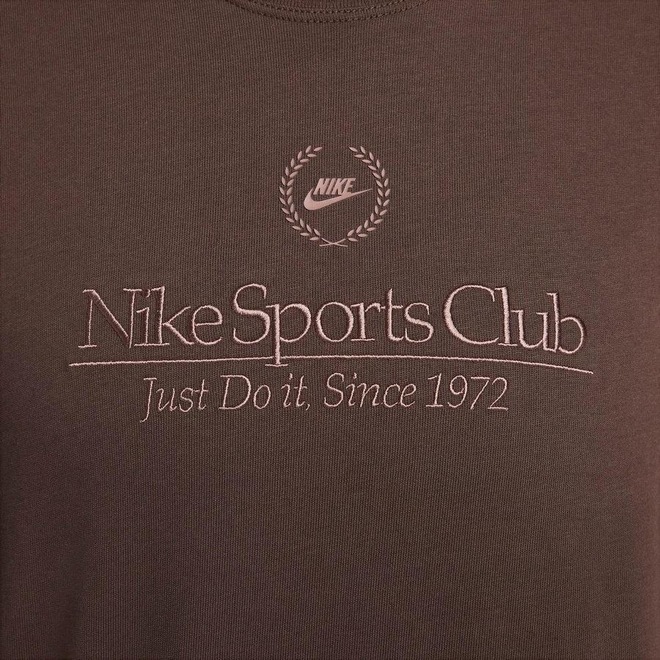 NIKE
Nike Sports Club
Just Do it, Since 1972